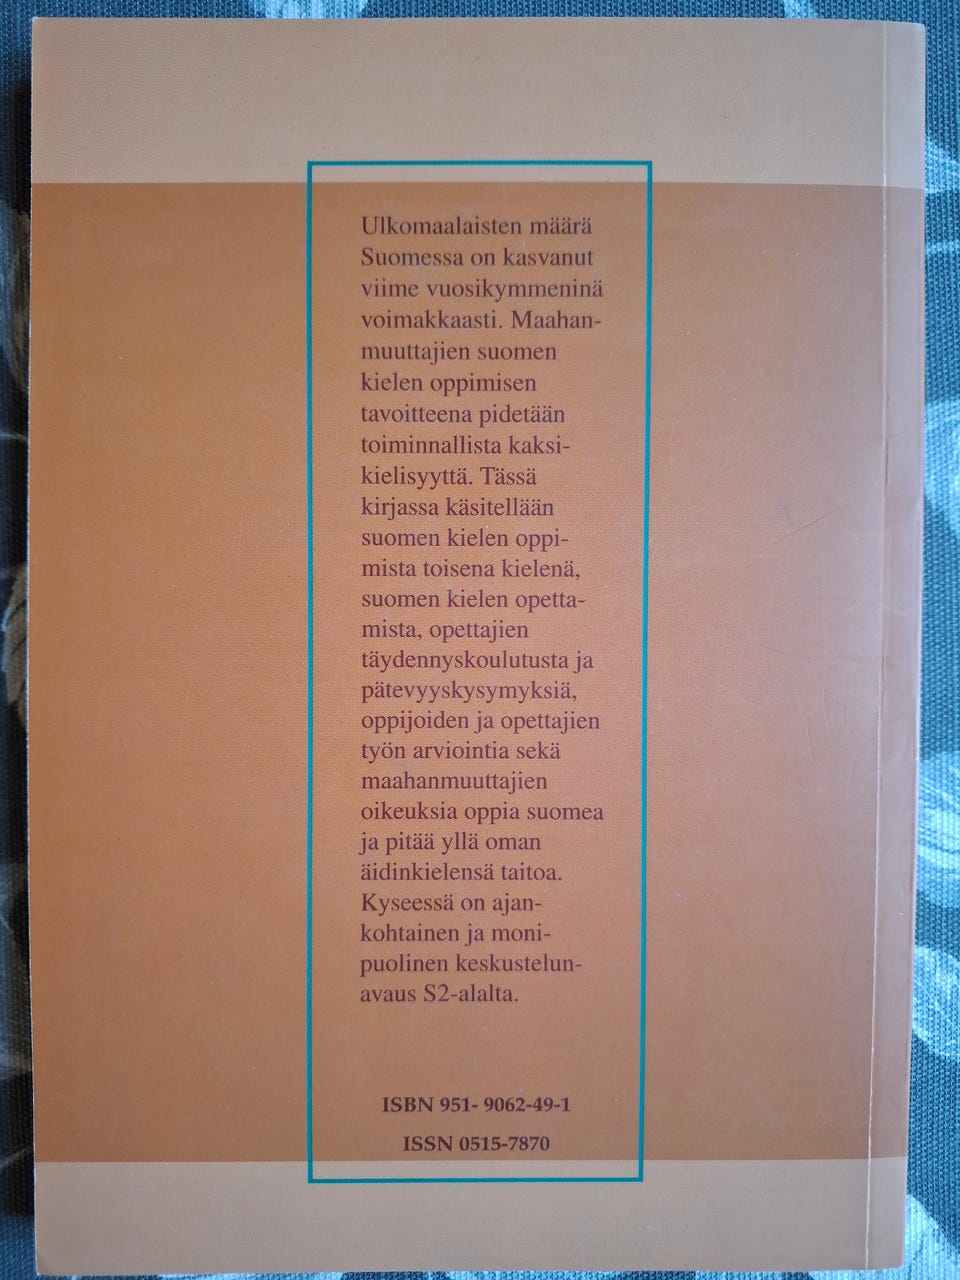 Ulkomaalaisten määrä
Suomessa on kasvanut
viime vuosikymmeninä
voimakkaasti. Maahan-
muuttajien suomen
kielen oppimisen
tavoitteena pidetään
toiminnallista kaksi-
kielisyyttä. Tässä
kirjassa käsitellään
suomen kielen oppi-
mista toisena kielenä,
suomen kielen opetta-
mista, opettajien
täydennyskoulutusta ja
pätevyyskysymyksiä,
oppijoiden ja opettajien
työn arviointia sekä
maahanmuuttajien
oikeuksia oppia suomea
ja pitää yllä oman
äidinkielensä taitoa.
Kyseessä on ajan-
kohtainen ja moni-
puolinen keskustelun-
avaus S2-alalta.
ISBN 951- 9062-49-1
ISSN 0515-7870